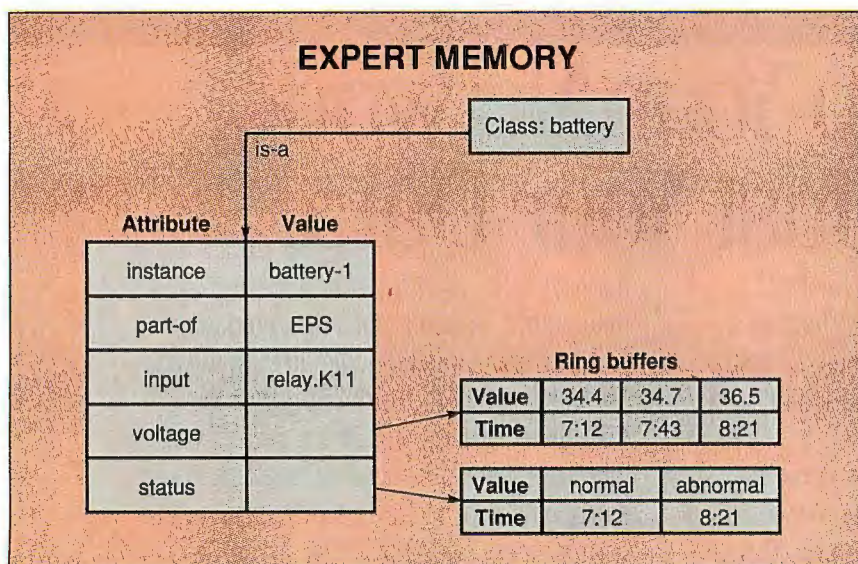 EXPERT MEMORY
Class: battery
is-a
Attribute Value
instance battery-1
part-of EPS
input relay.K11
voltage
status
Ring buffers
Value 34.4 34.7 36.5
Time 7:12 7:43 8:21
Value normal abnormal
Time 7:12 8:21